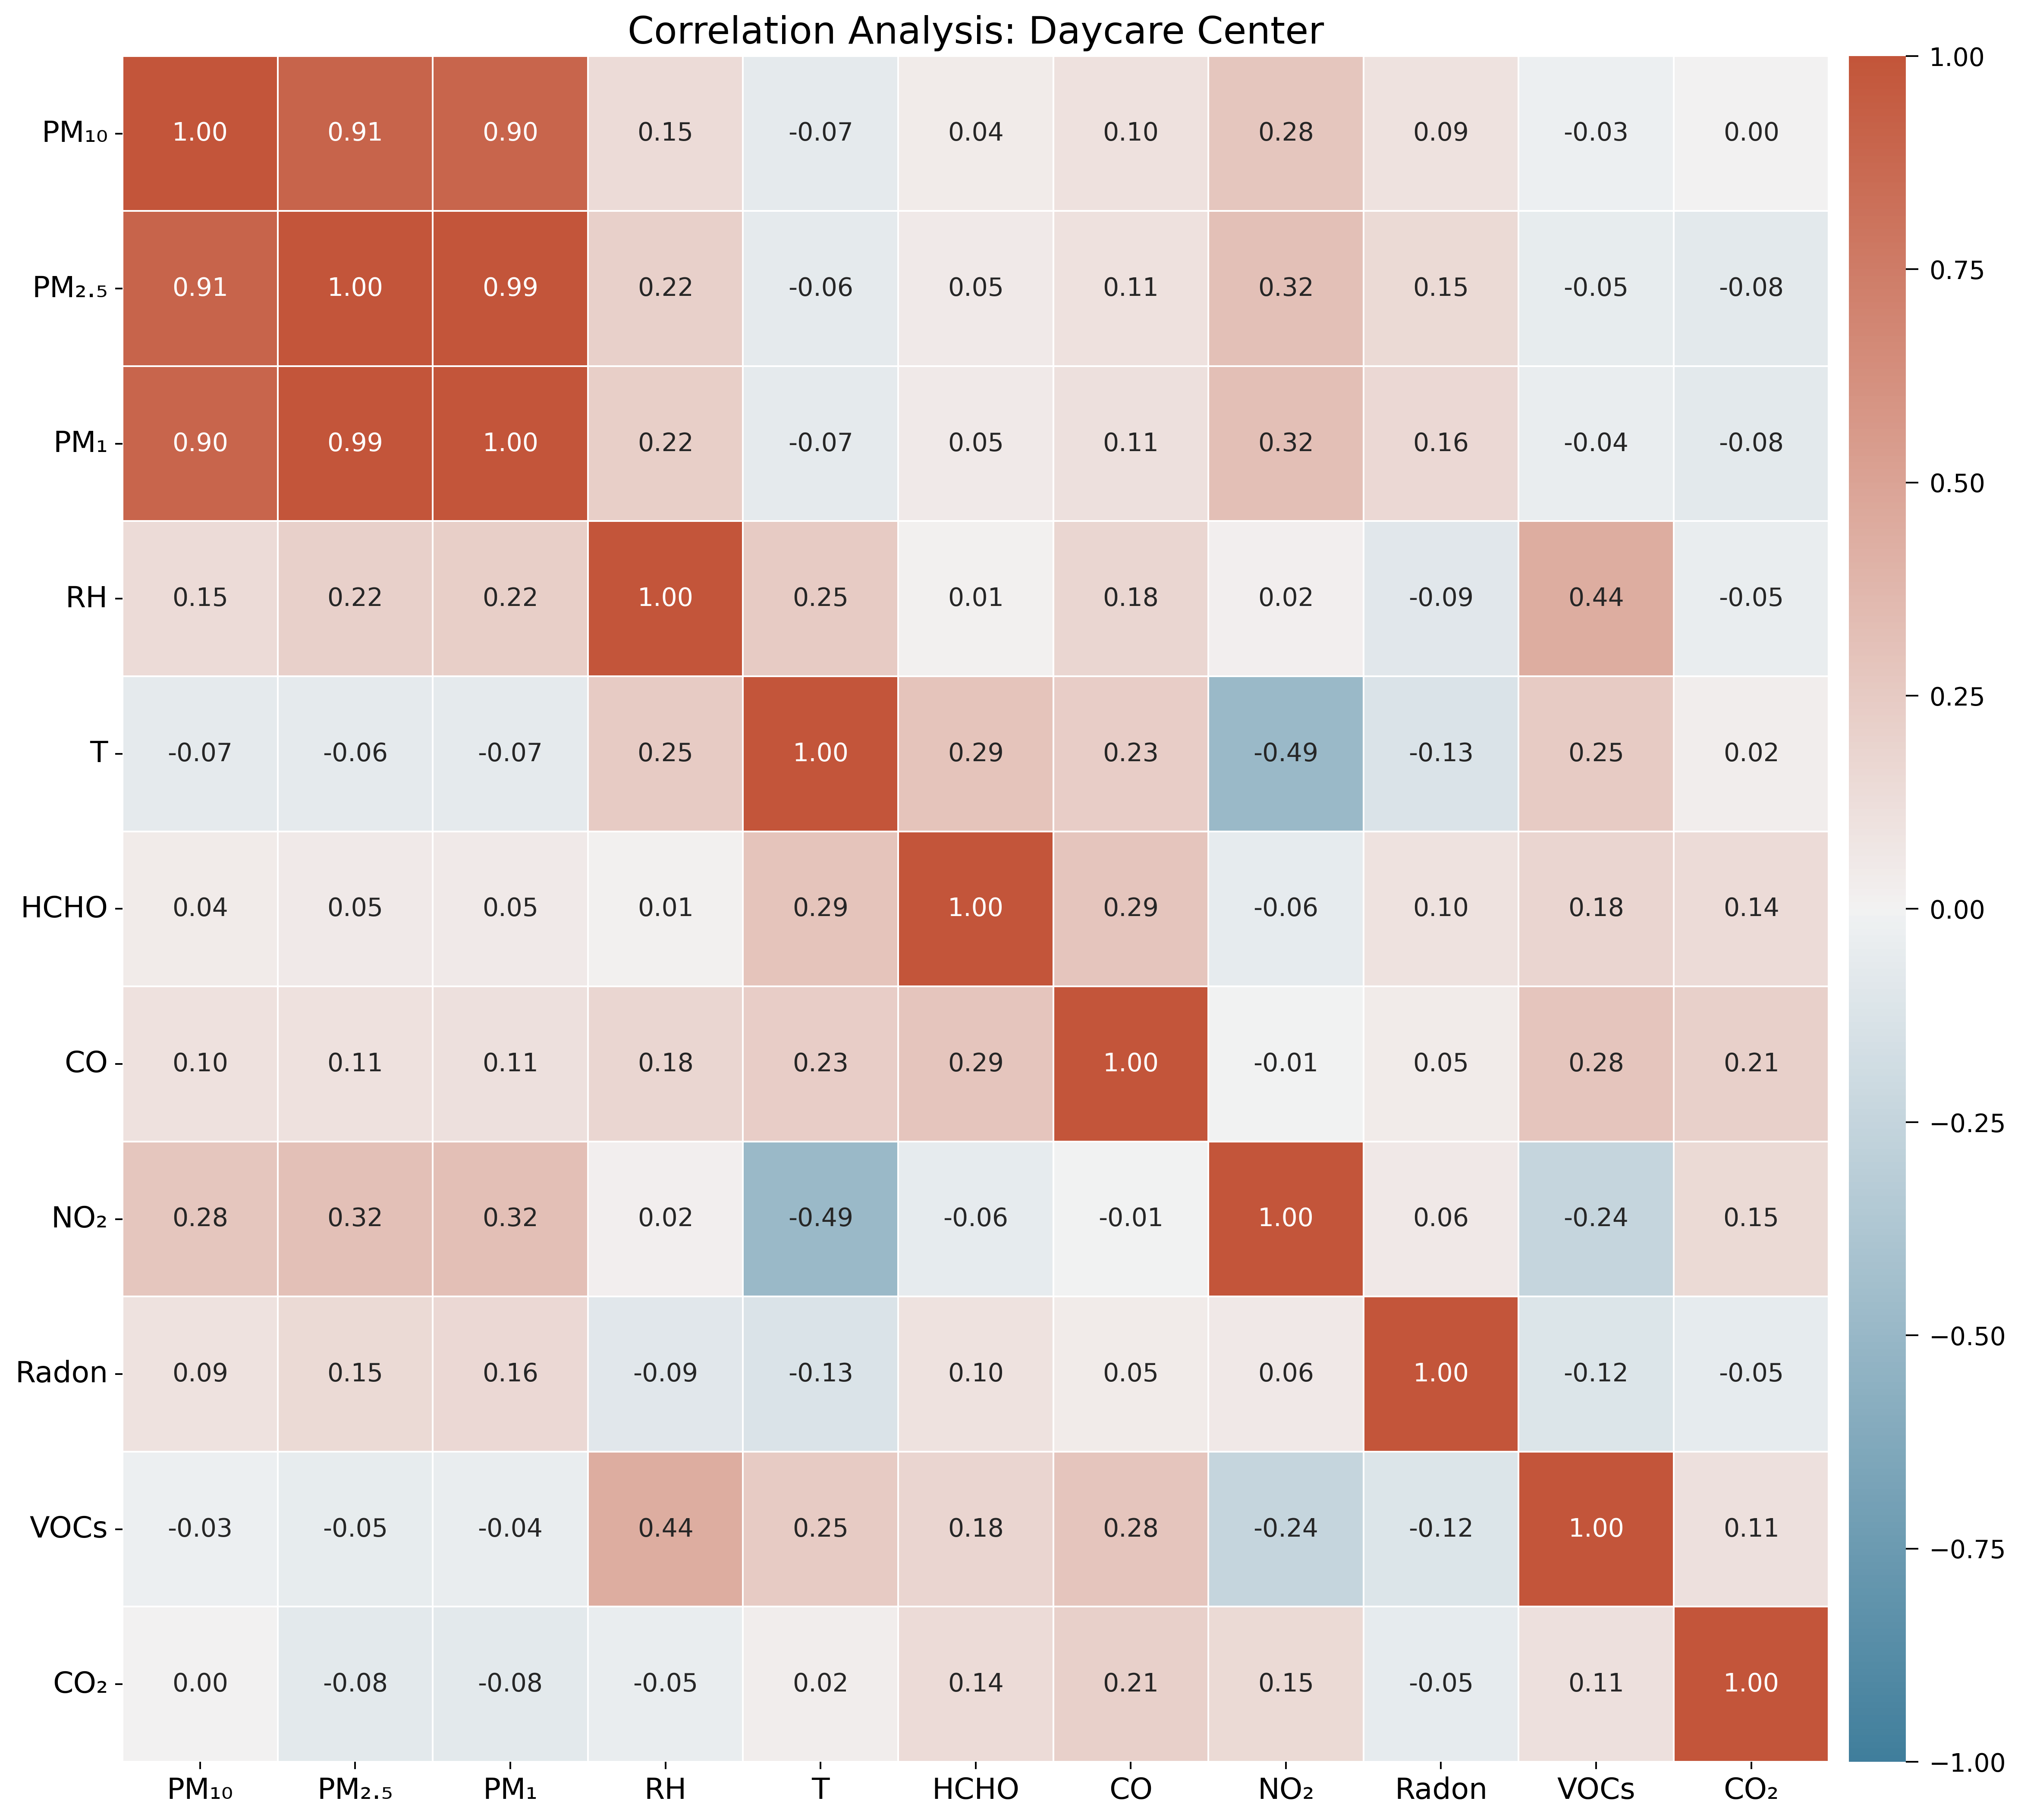 Correlation Analysis: Daycare Center
PM₁₀ 1.00 0.91 0.90 0.15 -0.07 0.04 0.10 0.28 0.09 -0.03 0.00
PM₂.₅ 0.91 1.00 0.99 0.22 -0.06 0.05 0.11 0.32 0.15 -0.05 -0.08
PM₁ 0.90 0.99 1.00 0.22 -0.07 0.05 0.11 0.32 0.16 -0.04 -0.08
RH 0.15 0.22 0.22 1.00 0.25 0.01 0.18 0.02 -0.09 0.44 -0.05
T -0.07 -0.06 -0.07 0.25 1.00 0.29 0.23 -0.49 -0.13 0.25 0.02
HCHO 0.04 0.05 0.05 0.01 0.29 1.00 0.29 -0.06 0.10 0.18 0.14
CO 0.10 0.11 0.11 0.18 0.23 0.29 1.00 -0.01 0.05 0.28 0.21
NO₂ 0.28 0.32 0.32 0.02 -0.49 -0.06 -0.01 1.00 0.06 -0.24 0.15
Radon 0.09 0.15 0.16 -0.09 -0.13 0.10 0.05 0.06 1.00 -0.12 -0.05
VOCs -0.03 -0.05 -0.04 0.44 0.25 0.18 0.28 -0.24 -0.12 1.00 0.11
CO₂ 0.00 -0.08 -0.08 -0.05 0.02 0.14 0.21 0.15 -0.05 0.11 1.00
PM₁₀ PM₂.₅ PM₁ RH T HCHO CO NO₂ Radon VOCs CO₂
1.00
0.75
0.50
0.25
0.00
−0.25
−0.50
−0.75
−1.00